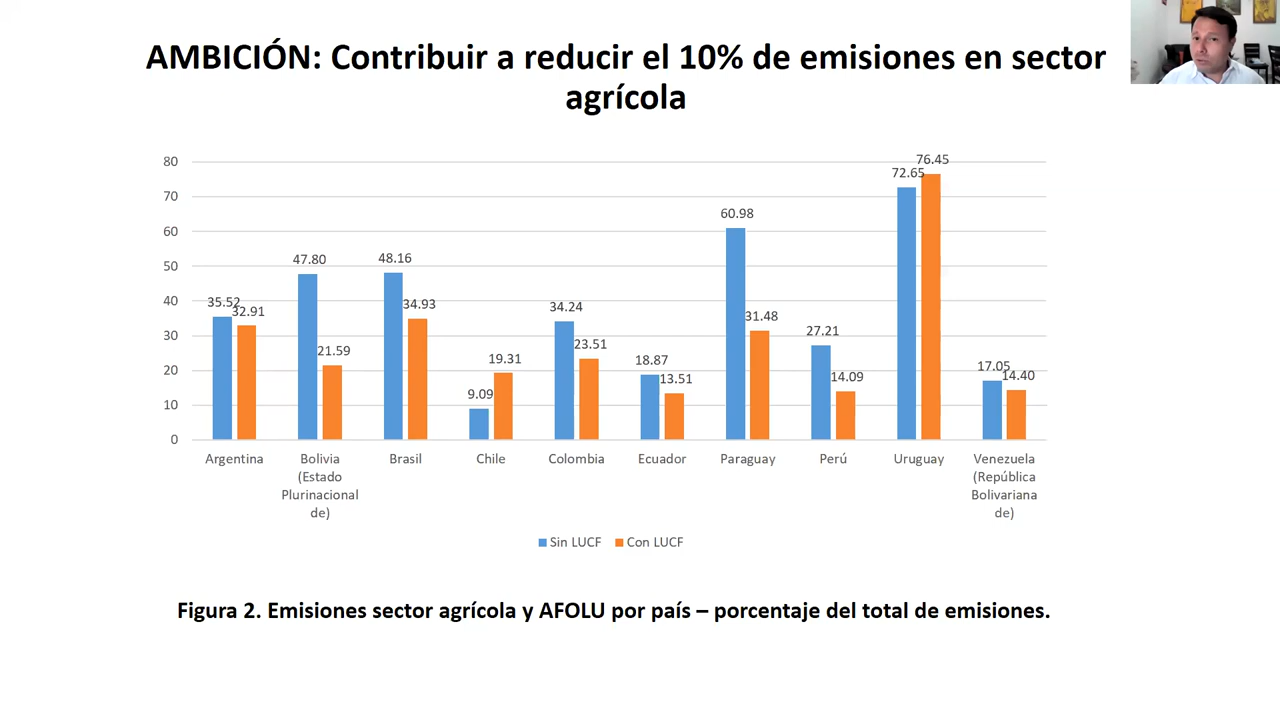 AMBICIÓN: Contribuir a reducir el 10% de emisiones en sector
agrícola
80
70
60
50
40
30
20
10
0
35.52
32.91
47.80
21.59
48.16
34.93
9.09
19.31
34.24
23.51
18.87
13.51
60.98
31.48
27.21
14.09
72.65
76.45
17.05
14.40
Argentina
Bolivia
(Estado
Plurinacional
de)
Brasil
Chile
Colombia
Ecuador
Paraguay
Perú
Uruguay
Venezuela
(República
Bolivariana
de)
Sin LUCF
Con LUCF
Figura 2. Emisiones sector agrícola y AFOLU por país – porcentaje del total de emisiones.